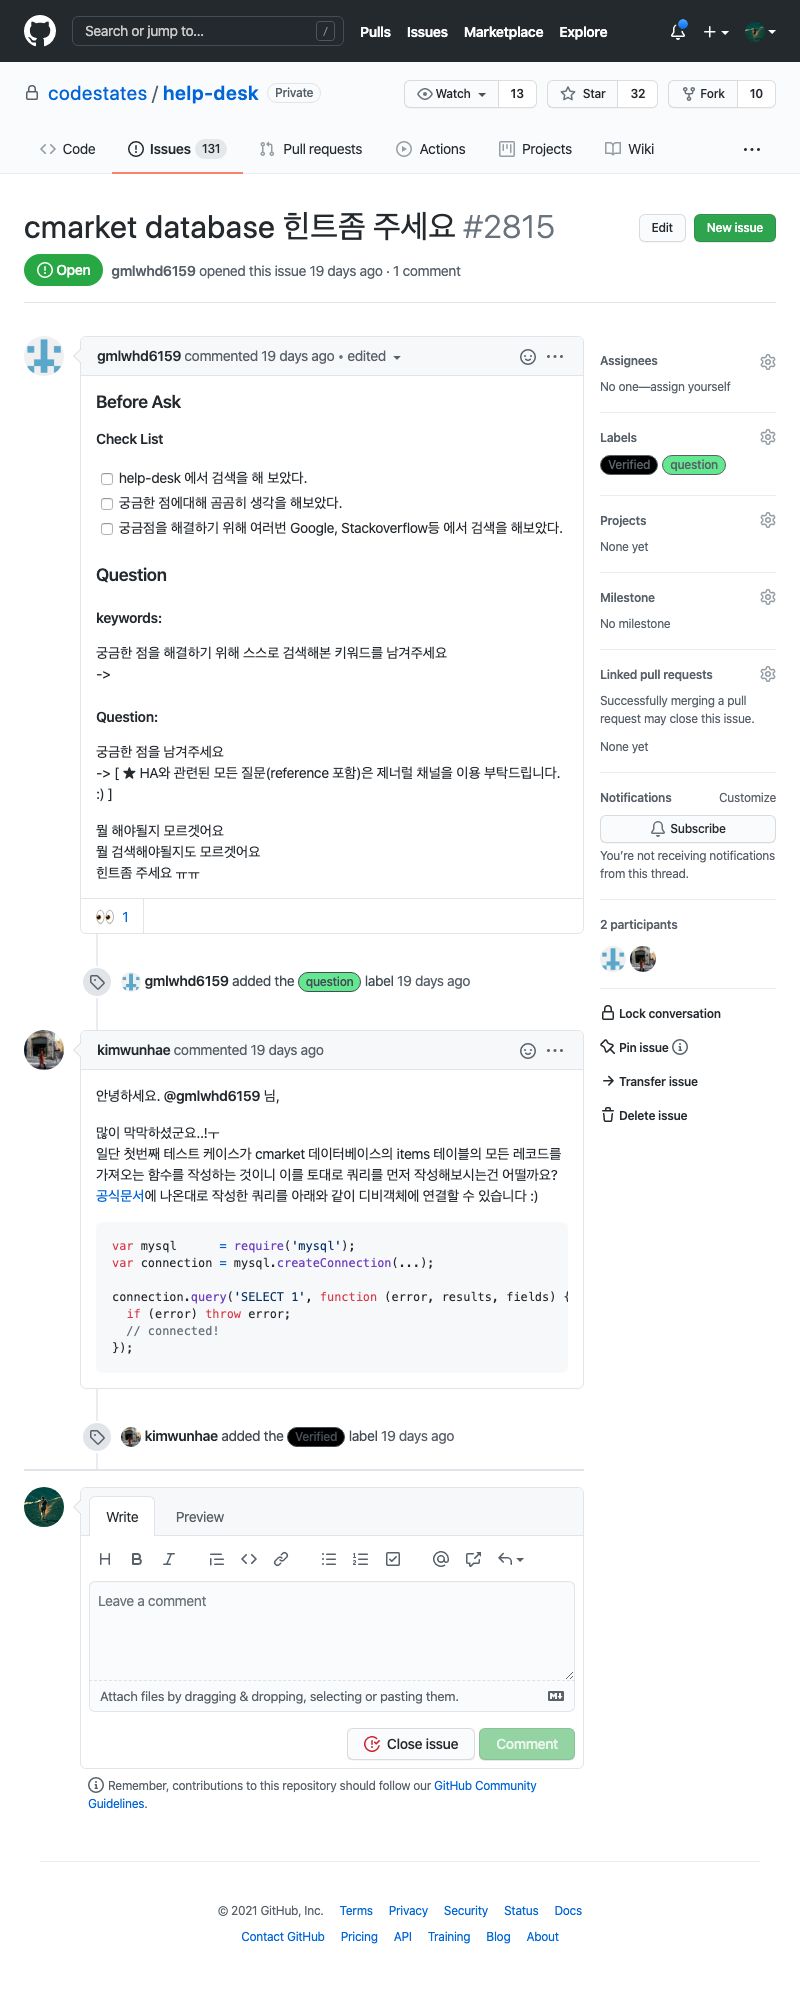 Search or jump to... /
Pulls Issues Marketplace Explore
codestates / help-desk Private
Watch 13 Star 32 Fork 10
Code Issues 131 Pull requests Actions Projects Wiki
cmarket database 힌트좀 주세요 #2815
Edit New issue
Open gmlwhd6159 opened this issue 19 days ago · 1 comment
gmlwhd6159 commented 19 days ago • edited
Before Ask
Check List
help-desk 에서 검색을 해 보았다.
궁금한 점에대해 곰곰히 생각을 해보았다.
궁금점을 해결하기 위해 여러번 Google, Stackoverflow등 에서 검색을 해보았다.
Question
keywords:
궁금한 점을 해결하기 위해 스스로 검색해본 키워드를 남겨주세요
->
Question:
궁금한 점을 남겨주세요
-> [ ★ HA와 관련된 모든 질문(reference 포함)은 제너럴 채널을 이용 부탁드립니다.
:) ]
뭘 해야될지 모르겟어요
뭘 검색해야될지도 모르겟어요
힌트좀 주세요 ㅠㅠ
👀 1
gmlwhd6159 added the question label 19 days ago
kimwunhae commented 19 days ago
안녕하세요. @gmlwhd6159 님,
많이 막막하셨군요..!ㅜ
일단 첫번째 테스트 케이스가 cmarket 데이터베이스의 items 테이블의 모든 레코드를
가져오는 함수를 작성하는 것이니 이를 토대로 쿼리를 먼저 작성해보시는건 어떨까요?
공식문서에 나온대로 작성한 쿼리를 아래와 같이 디비객체에 연결할 수 있습니다 :)
var mysql      = require('mysql');
var connection = mysql.createConnection(...);
connection.query('SELECT 1', function (error, results, fields) {
  if (error) throw error;
  // connected!
});
kimwunhae added the Verified label 19 days ago
Write Preview
Leave a comment
Attach files by dragging & dropping, selecting or pasting them.
Close issue Comment
Remember, contributions to this repository should follow our GitHub Community
Guidelines.
Assignees
No one—assign yourself
Labels
Verified question
Projects
None yet
Milestone
No milestone
Linked pull requests
Successfully merging a pull
request may close this issue.
None yet
Notifications Customize
Subscribe
You're not receiving notifications
from this thread.
2 participants
Lock conversation
Pin issue
Transfer issue
Delete issue
© 2021 GitHub, Inc. Terms Privacy Security Status Docs
Contact GitHub Pricing API Training Blog About